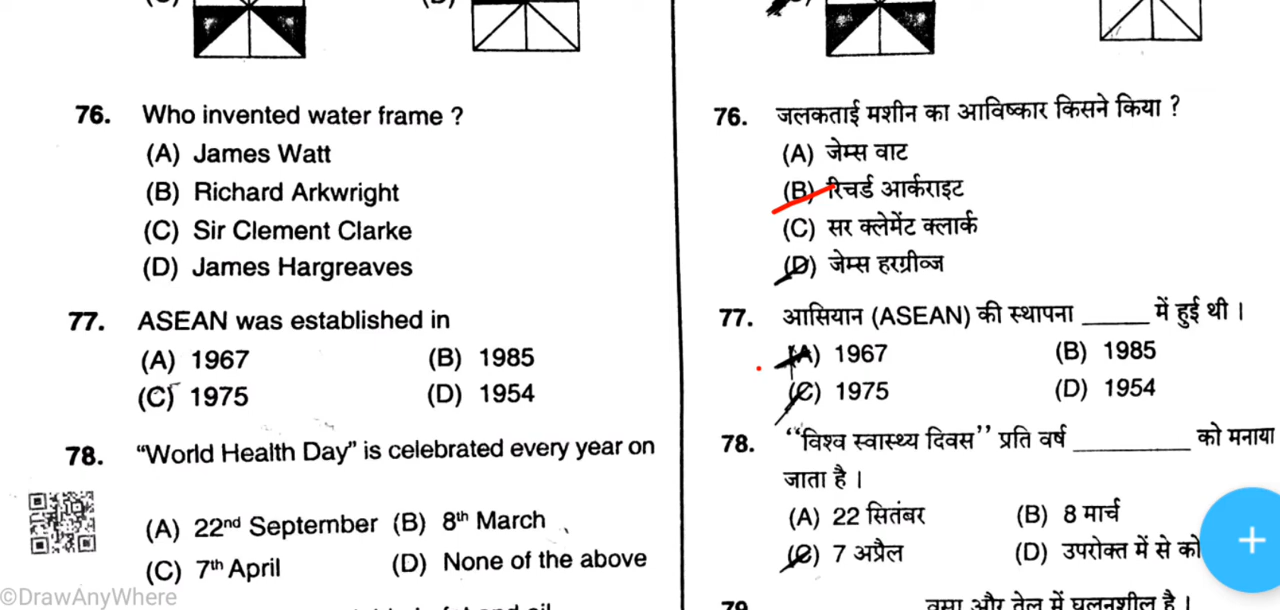 76. Who invented water frame ?
(A) James Watt
(B) Richard Arkwright
(C) Sir Clement Clarke
(D) James Hargreaves
77. ASEAN was established in
(A) 1967 (B) 1985
(C) 1975 (D) 1954
78. “World Health Day” is celebrated every year on
(A) 22nd September (B) 8th March
(C) 7th April (D) None of the above
76. जलकताई मशीन का आविष्कार किसने किया ?
(A) जेम्स वाट
(B) रिचर्ड आर्कराइट
(C) सर क्लेमेंट क्लार्क
(D) जेम्स हरग्रीव्ज
77. आसियान (ASEAN) की स्थापना ______ में हुई थी ।
(A) 1967 (B) 1985
(C) 1975 (D) 1954
78. ‘‘विश्व स्वास्थ्य दिवस’’ प्रति वर्ष __________ को मनाया
जाता है ।
(A) 22 सितंबर (B) 8 मार्च
(C) 7 अप्रैल (D) उपरोक्त में से
79 वसा और तेल में घुलनशील है ।
©DrawAnyWhere